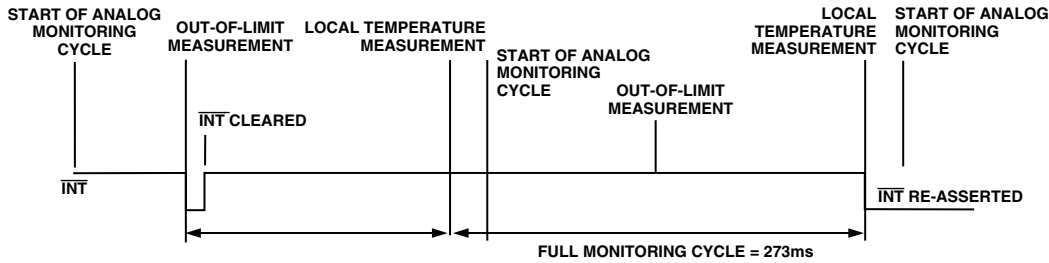 START OF ANALOG
MONITORING
CYCLE
OUT-OF-LIMIT
MEASUREMENT
LOCAL TEMPERATURE
MEASUREMENT
START OF ANALOG
MONITORING
CYCLE
OUT-OF-LIMIT
MEASUREMENT
LOCAL
TEMPERATURE
MEASUREMENT
START OF ANALOG
MONITORING
CYCLE
INT CLEARED
INT
INT RE-ASSERTED
FULL MONITORING CYCLE = 273ms